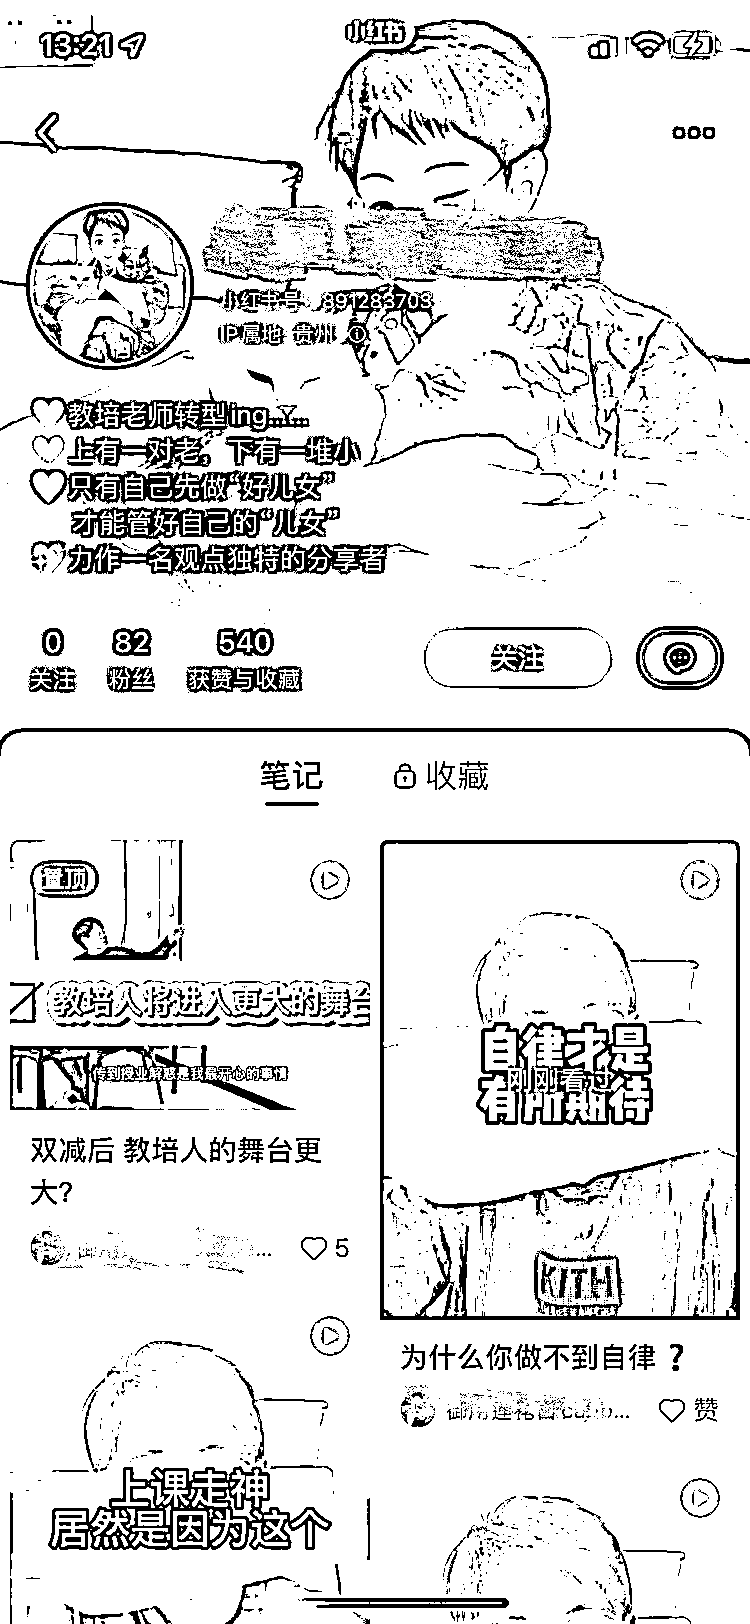 13:21
小红书
小红书号：891283703
IP属地：贵州
教培老师转型ing...
上有一对老，下有一堆小
只有自己先做“好儿女”
才能管好自己的“儿女”
力作一名观点独特的分享者
0
关注
82
粉丝
540
获赞与收藏
关注
笔记
收藏
置顶
教培人将进入更大的舞台
传到授业解惑是我最开心的事情
双减后 教培人的舞台更
大？
5
自律才是
有所期待
刚刚看过
KITH
为什么你做不到自律？
赞
上课走神
居然是因为这个